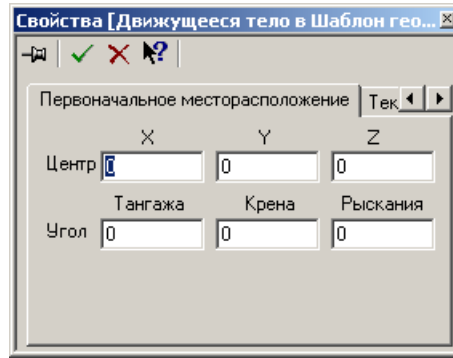 Свойства [Движущееся тело в Шаблон гео...
Первоначальное месторасположение Тек
X Y Z
Центр 0 0 0
Тангажа Крена Рыскания
Угол 0 0 0